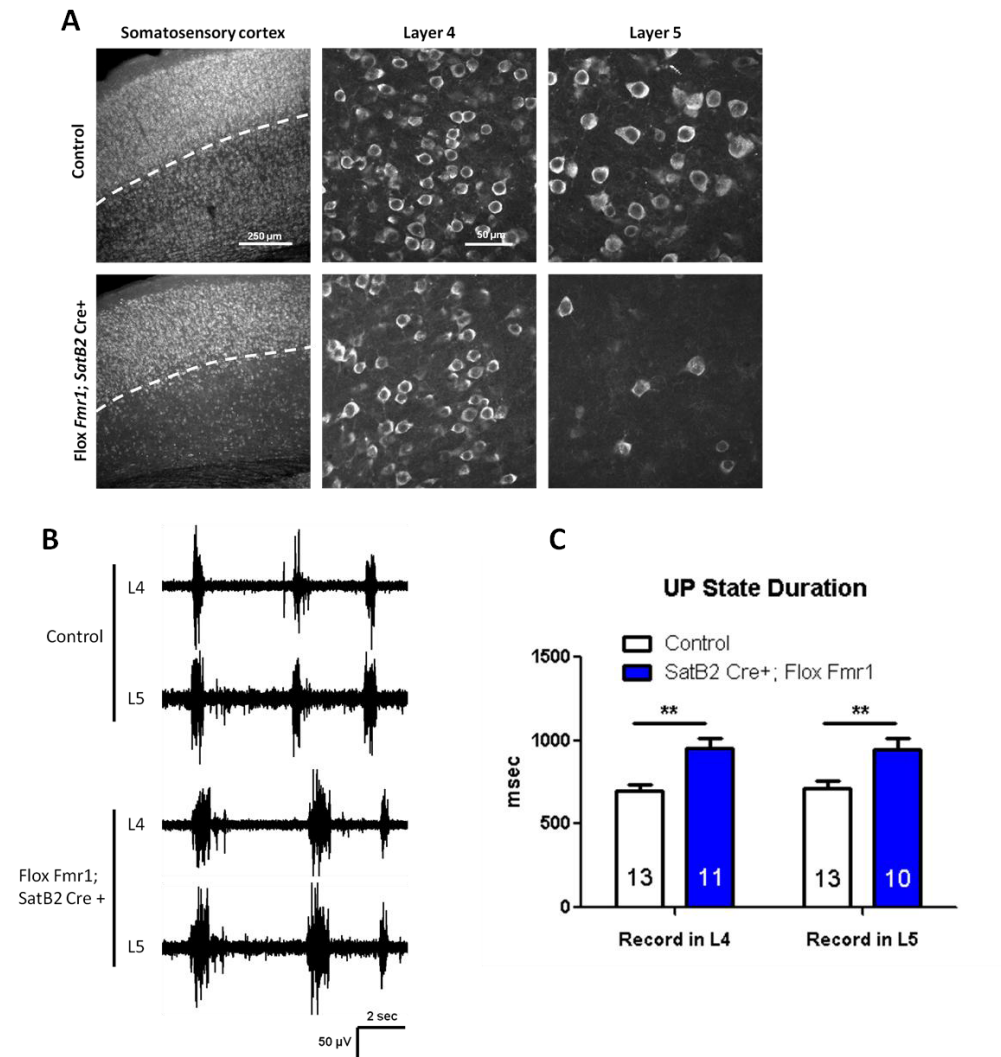 A
Somatosensory cortex
Layer 4
Layer 5
Control
250 µm
50 µm
Flox Fmr1; SatB2 Cre+
B
Control
L4
L5
Flox Fmr1;
SatB2 Cre +
L4
L5
2 sec
50 µV
C
UP State Duration
Control
SatB2 Cre+; Flox Fmr1
1500
1000
500
0
msec
**
**
13
11
13
10
Record in L4
Record in L5